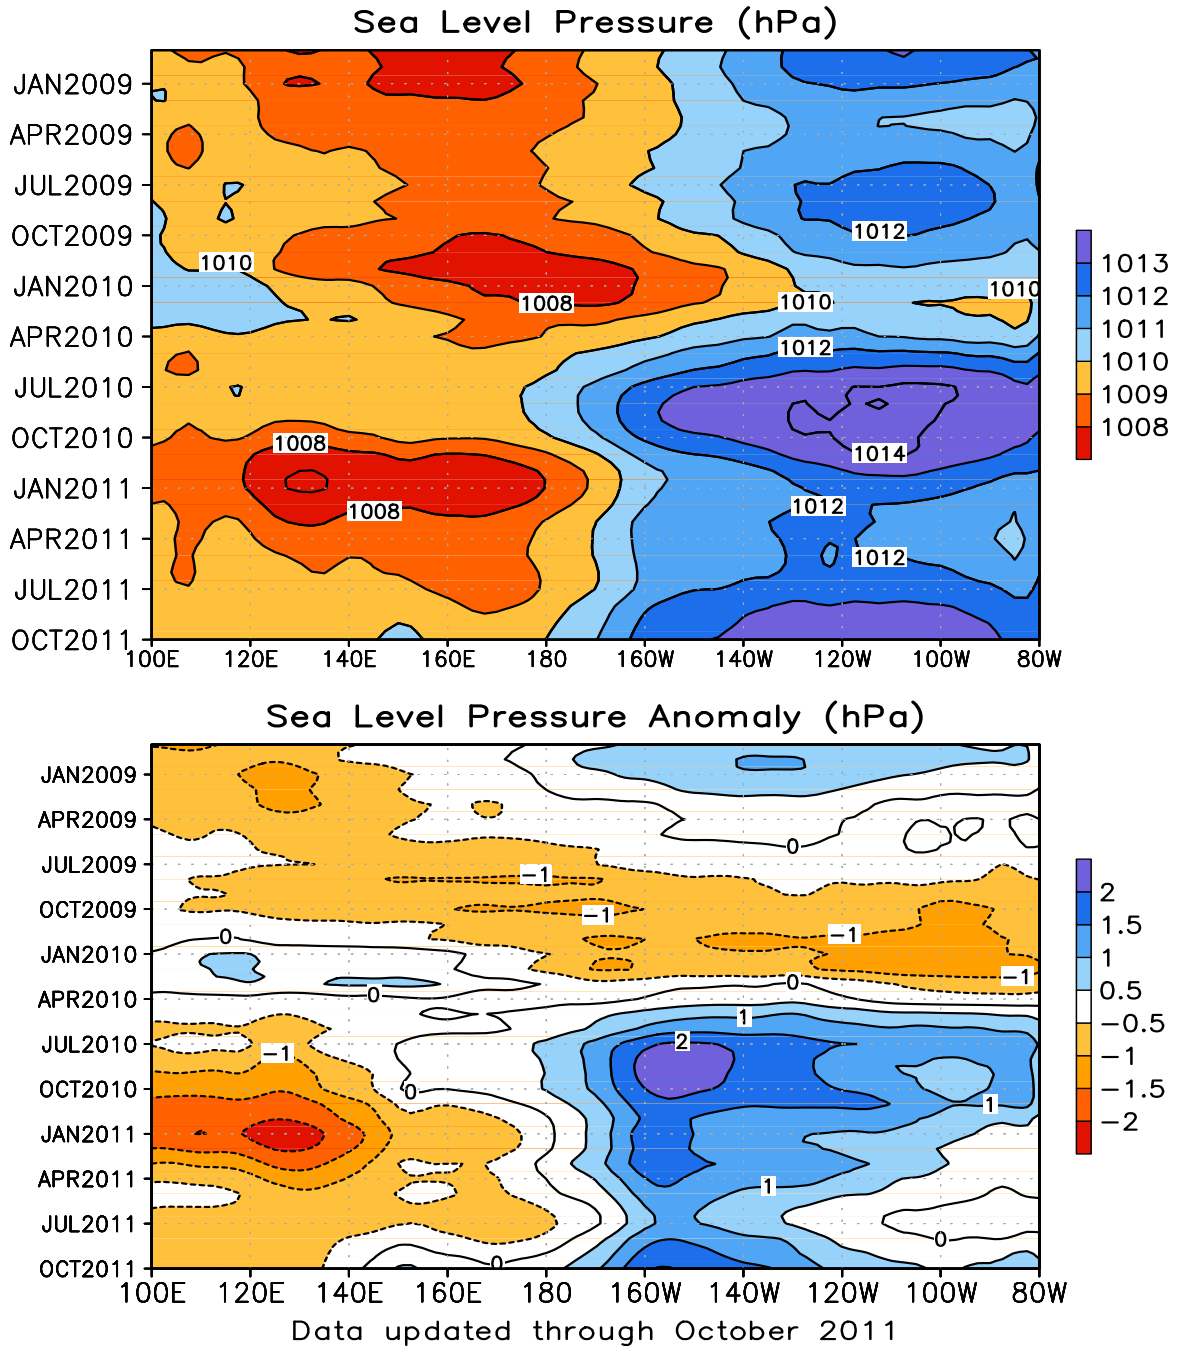 Sea Level Pressure (hPa)
JAN2009
APR2009
JUL2009
OCT2009
JAN2010
APR2010
JUL2010
OCT2010
JAN2011
APR2011
JUL2011
OCT2011
1012
1010
1010
1008
1010
1012
1008
1014
1012
1008
1012
100E 120E 140E 160E 180 160W 140W 120W 100W 80W
1013
1012
1011
1010
1009
1008
Sea Level Pressure Anomaly (hPa)
JAN2009
APR2009
JUL2009
OCT2009
JAN2010
APR2010
JUL2010
OCT2010
JAN2011
APR2011
JUL2011
OCT2011
0
-1
-1
0
-1
-1
0
0
1
2
-1
0
1
1
0
0
100E 120E 140E 160E 180 160W 140W 120W 100W 80W
2
1.5
1
0.5
-0.5
-1
-1.5
-2
Data updated through October 2011